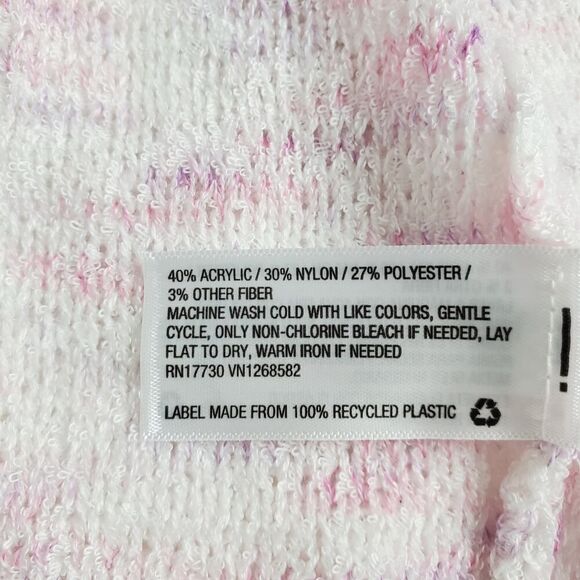 40% ACRYLIC / 30% NYLON / 27% POLYESTER /
3% OTHER FIBER
MACHINE WASH COLD WITH LIKE COLORS, GENTLE
CYCLE, ONLY NON-CHLORINE BLEACH IF NEEDED, LAY
FLAT TO DRY, WARM IRON IF NEEDED
RN17730 VN1268582
LABEL MADE FROM 100% RECYCLED PLASTIC